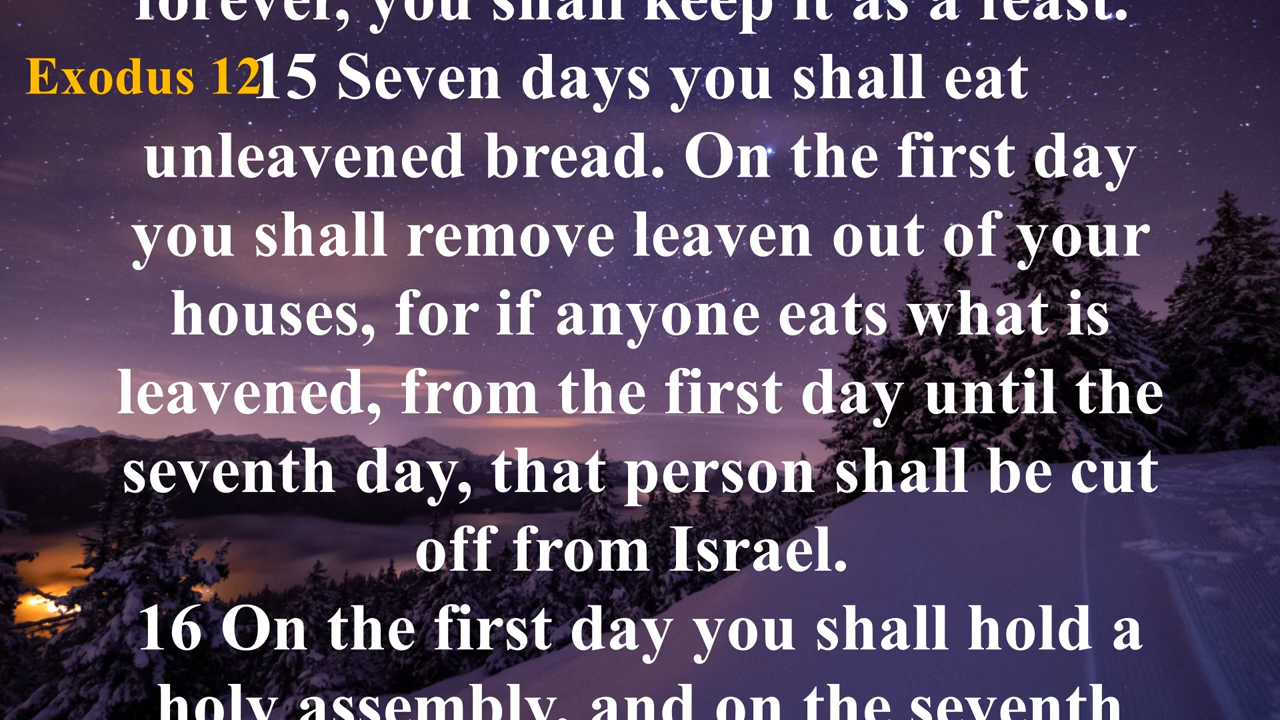 forever, you shall keep it as a feast.
Exodus 12
15 Seven days you shall eat
unleavened bread. On the first day
you shall remove leaven out of your
houses, for if anyone eats what is
leavened, from the first day until the
seventh day, that person shall be cut
off from Israel.
16 On the first day you shall hold a
holy assembly, and on the seventh